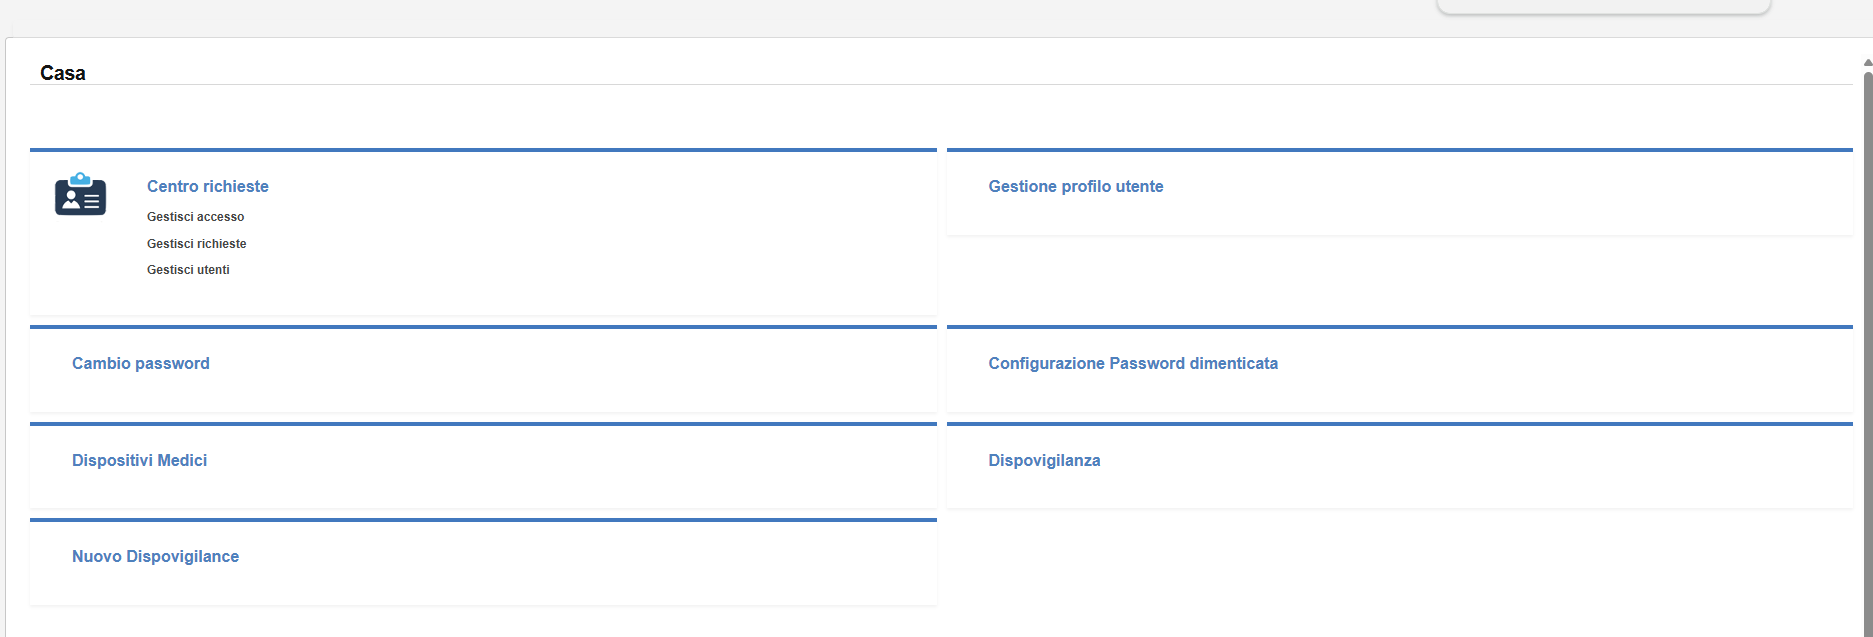 Casa
Centro richieste
Gestisci accesso
Gestisci richieste
Gestisci utenti
Gestione profilo utente
Cambio password
Configurazione Password dimenticata
Dispositivi Medici
Dispovigilanza
Nuovo Dispovigilance